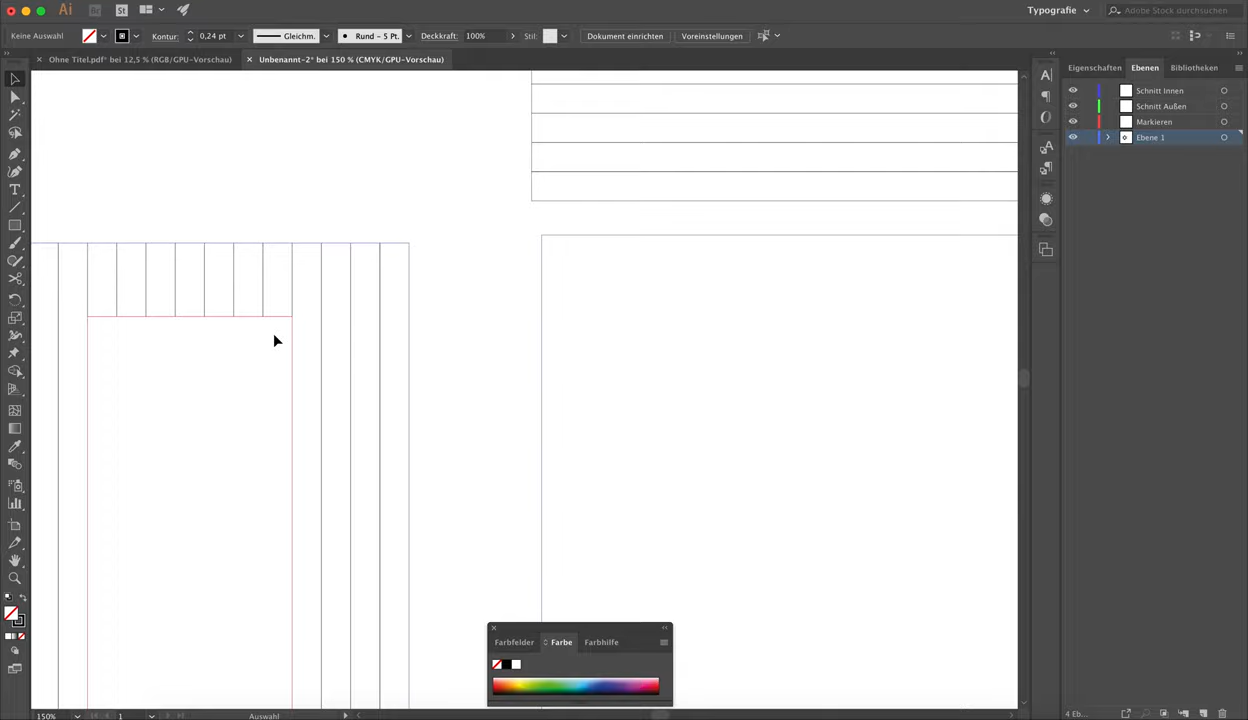 Ai
St
Typografie
Adobe Stock durchsuchen
Keine Auswahl
Kontur:
0,24 pt
Gleichm.
Rund - 5 Pt.
Deckkraft:
100%
Stil:
Dokument einrichten
Voreinstellungen
Ohne Titel.pdf* bei 12,5 % (RGB/GPU-Vorschau)
Unbenannt-2* bei 150 % (CMYK/GPU-Vorschau)
Eigenschaften
Ebenen
Bibliotheken
Schnitt Innen
Schnitt Außen
Markieren
Ebene 1
Farbfelder
Farbe
Farbhilfe
150%
1
Auswahl
4 Eb...